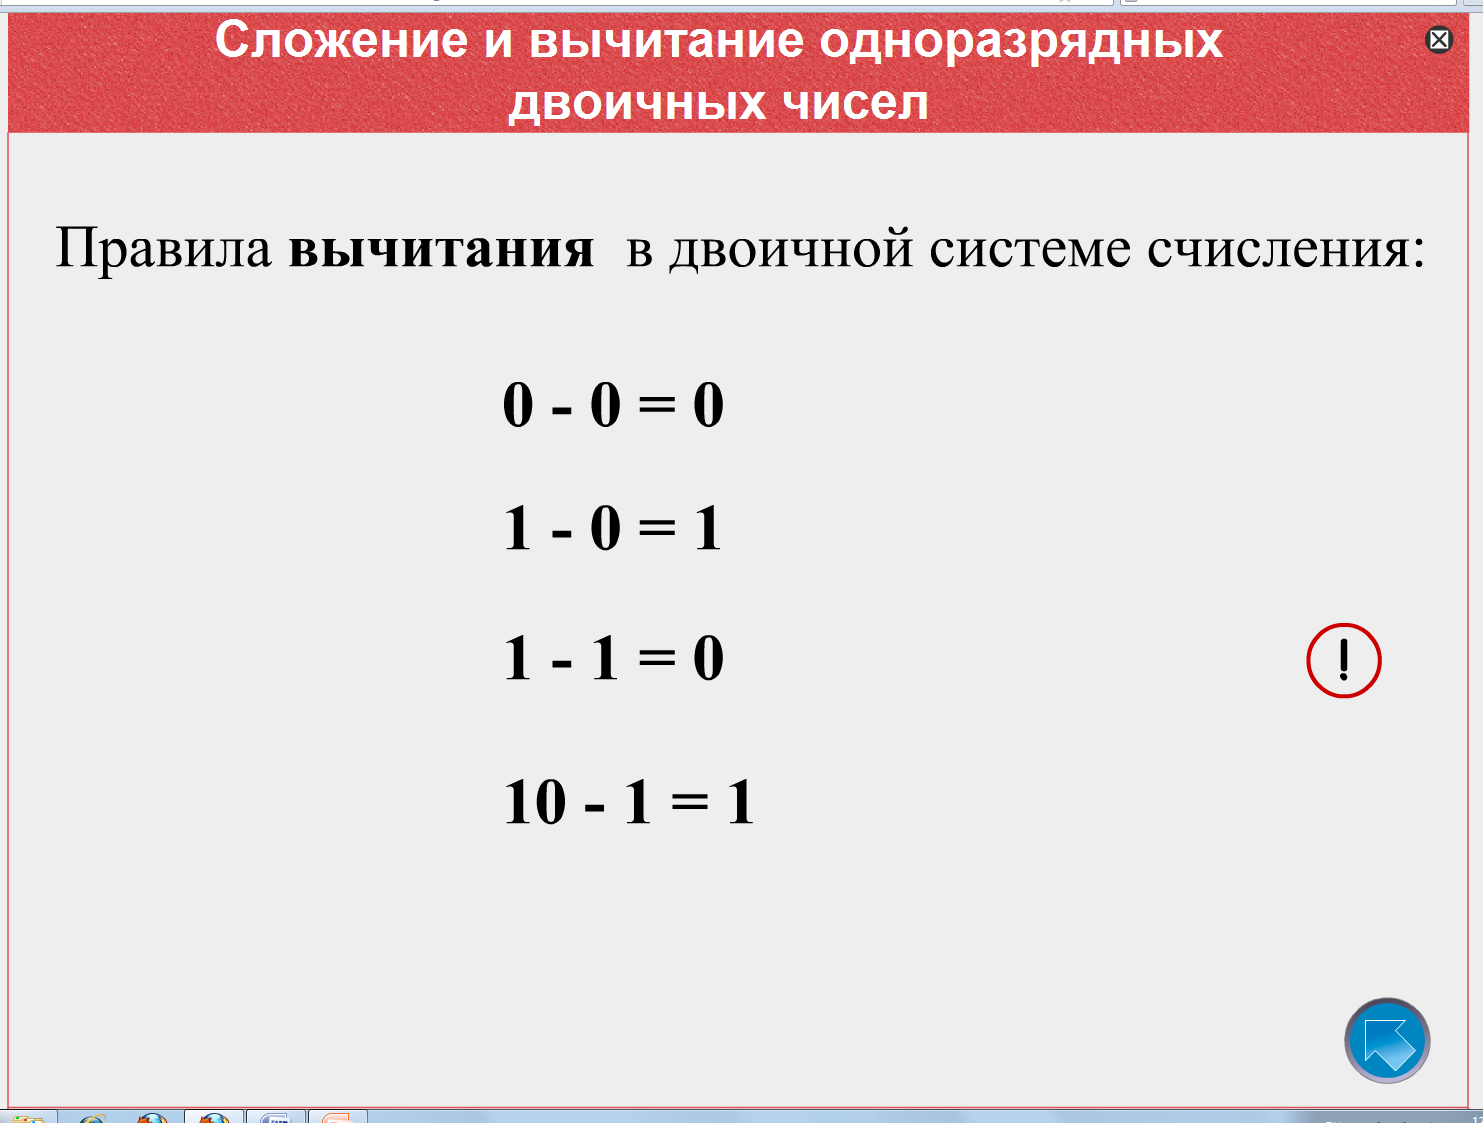 Сложение и вычитание одноразрядных
двоичных чисел
Правила вычитания в двоичной системе счисления:
0 - 0 = 0
1 - 0 = 1
1 - 1 = 0
!
10 - 1 = 1